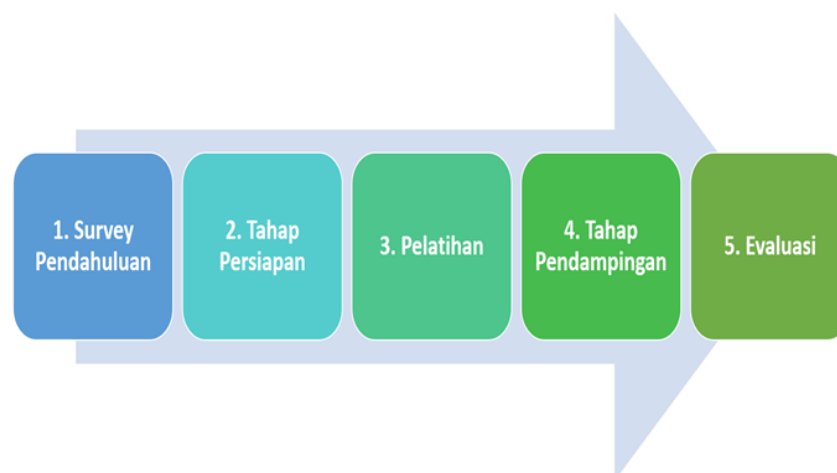 1. Survey
Pendahuluan
2. Tahap
Persiapan
3. Pelatihan
4. Tahap
Pendampingan
5. Evaluasi